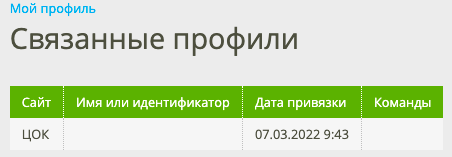 Мой профиль
Связанные профили
Сайт Имя или идентификатор Дата привязки Команды
ЦОК 07.03.2022 9:43